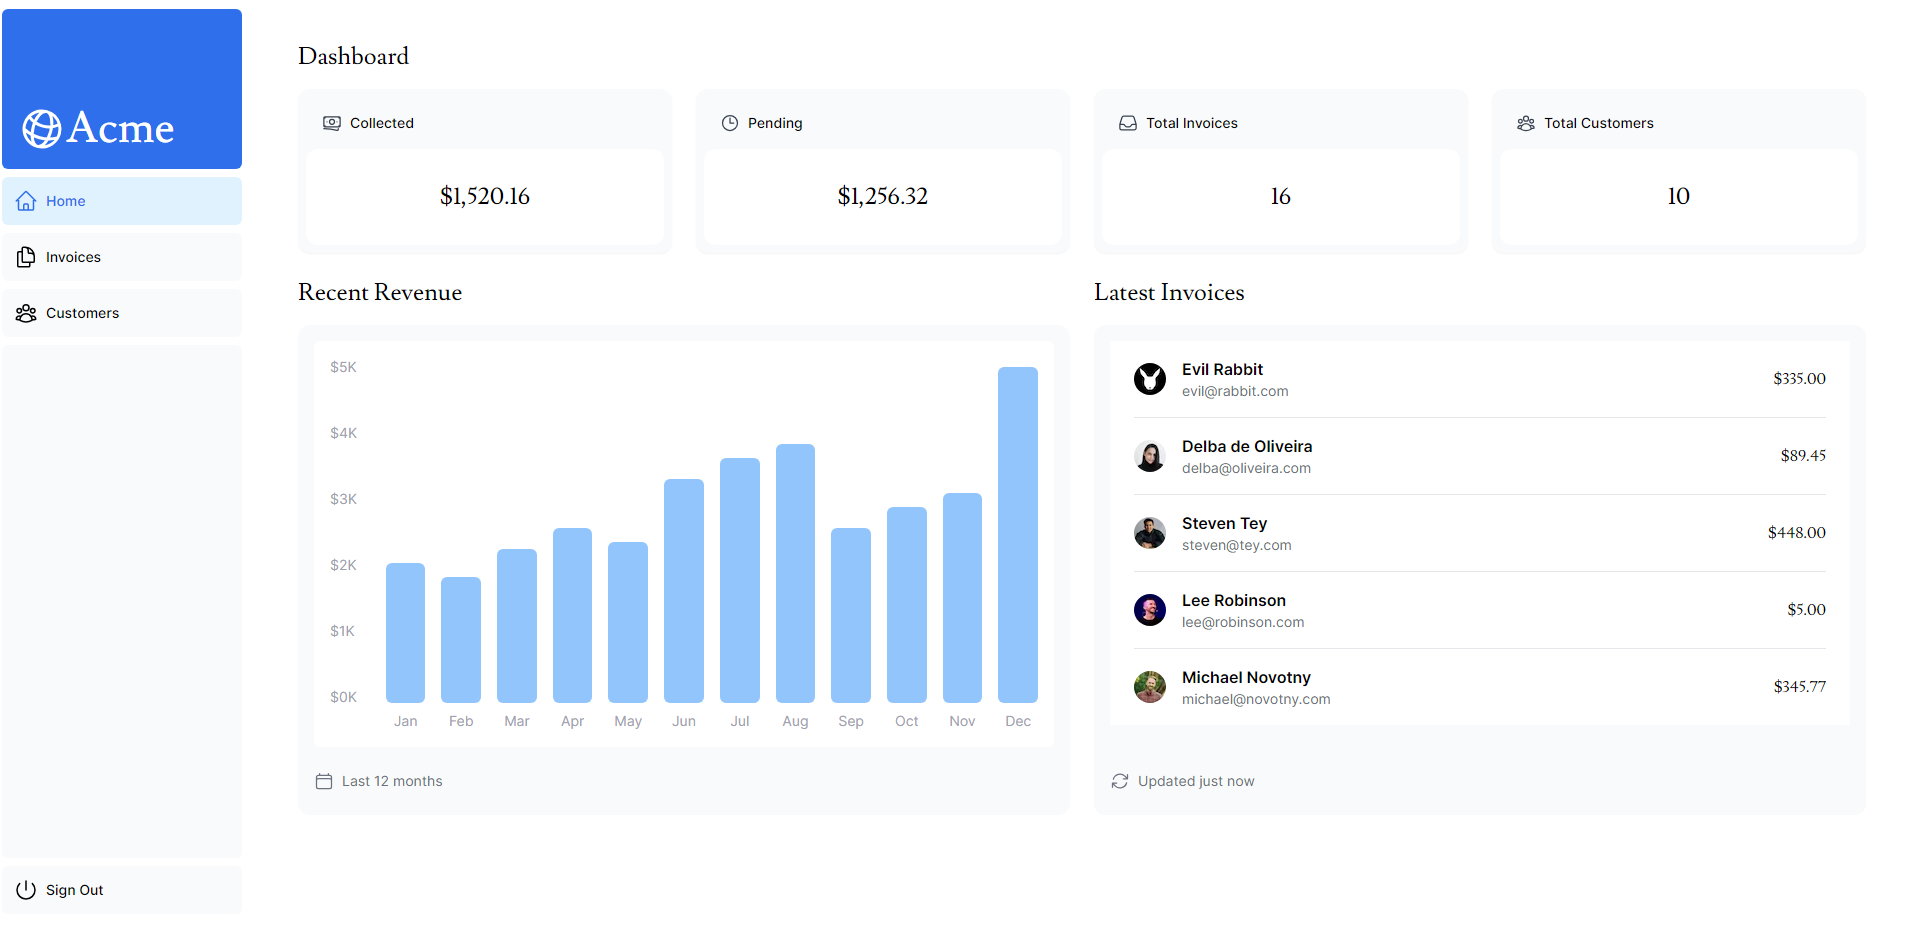 Acme
Home
Invoices
Customers
Sign Out
Dashboard
Collected
$1,520.16
Pending
$1,256.32
Total Invoices
16
Total Customers
10
Recent Revenue
$5K
$4K
$3K
$2K
$1K
$0K
Jan Feb Mar Apr May Jun Jul Aug Sep Oct Nov Dec
Last 12 months
Latest Invoices
Evil Rabbit
evil@rabbit.com
$335.00
Delba de Oliveira
delba@oliveira.com
$89.45
Steven Tey
steven@tey.com
$448.00
Lee Robinson
lee@robinson.com
$5.00
Michael Novotny
michael@novotny.com
$345.77
Updated just now